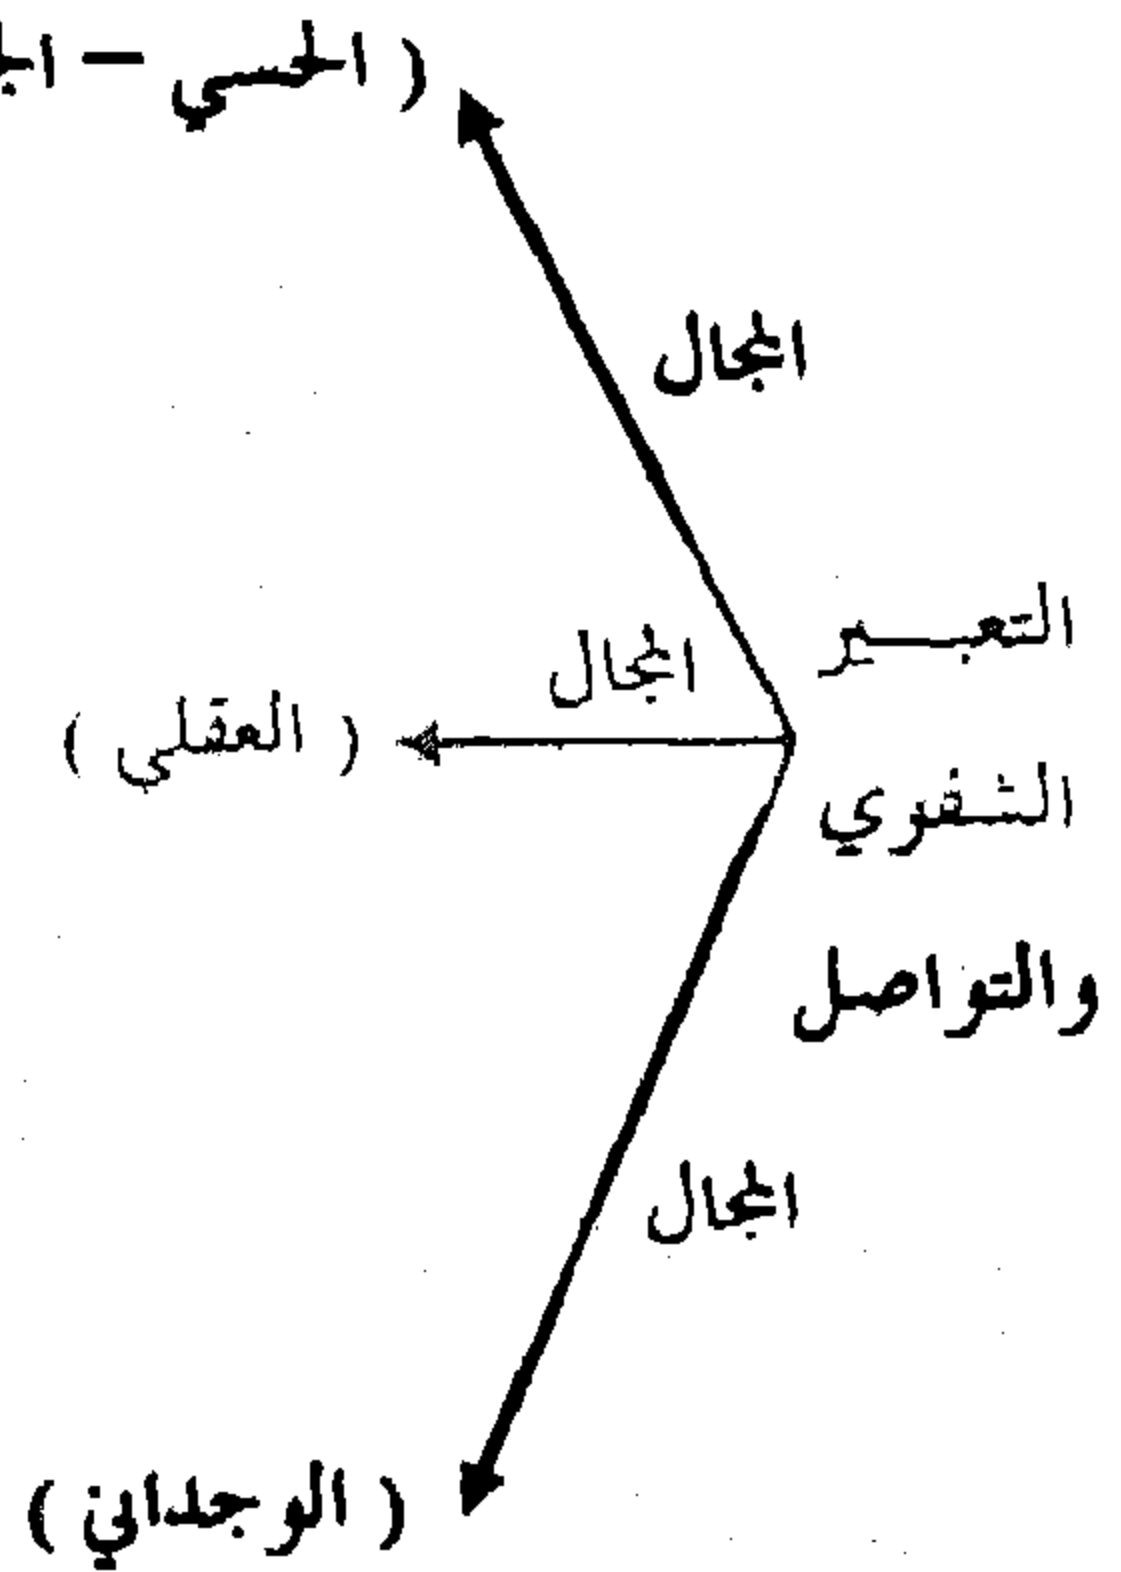 ( الحسي –
المجال
التعبير
المجال
( العقلي )
الشفوي
والتواصل
المجال
( الوجداني )